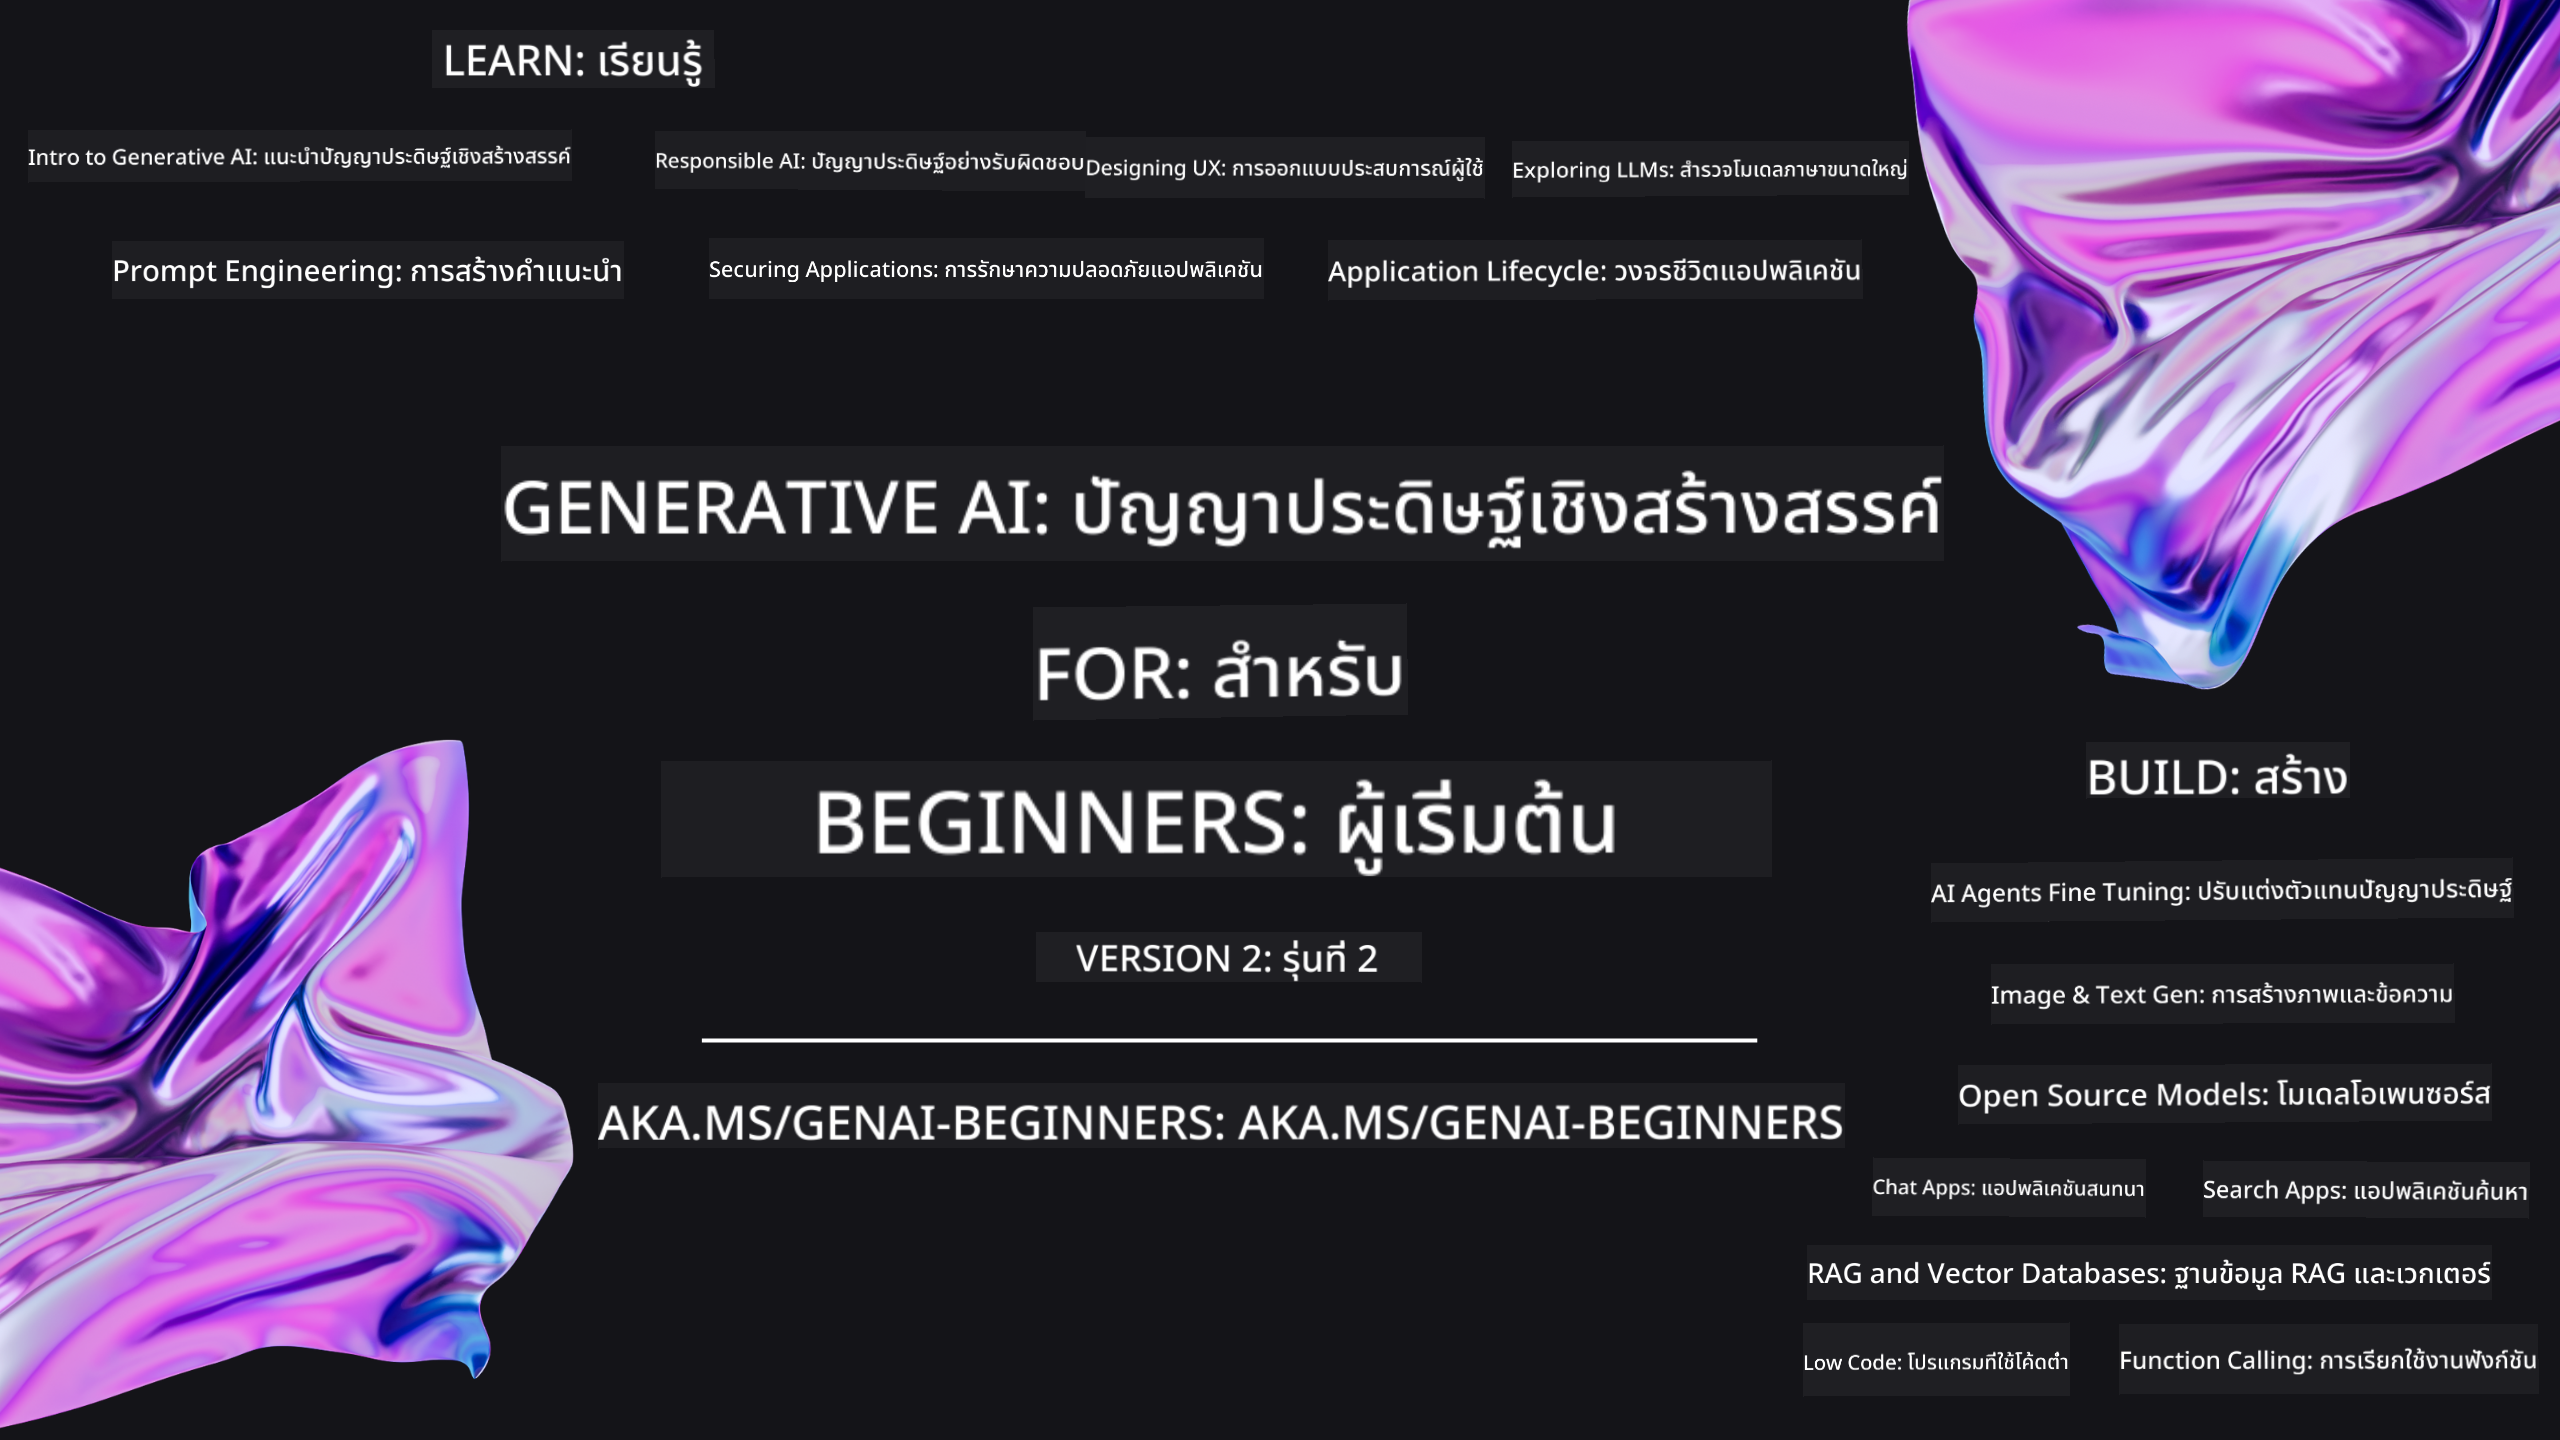 LEARN: เรียนรู้
Intro to Generative AI: แนะนำปัญญาประดิษฐ์เชิงสร้างสรรค์
Responsible AI: ปัญญาประดิษฐ์อย่างรับผิดชอบ
Designing UX: การออกแบบประสบการณ์ผู้ใช้
Exploring LLMs: สำรวจโมเดลภาษาขนาดใหญ่
Prompt Engineering: การสร้างคำแนะนำ
Securing Applications: การรักษาความปลอดภัยแอปพลิเคชัน
Application Lifecycle: วงจรชีวิตแอปพลิเคชัน
GENERATIVE AI: ปัญญาประดิษฐ์เชิงสร้างสรรค์
FOR: สำหรับ
BEGINNERS: ผู้เริ่มต้น
VERSION 2: รุ่นที่ 2
AKA.MS/GENAI-BEGINNERS: AKA.MS/GENAI-BEGINNERS
BUILD: สร้าง
AI Agents Fine Tuning: ปรับแต่งตัวแทนปัญญาประดิษฐ์
Image & Text Gen: การสร้างภาพและข้อความ
Open Source Models: โมเดลโอเพนซอร์ส
Chat Apps: แอปพลิเคชันสนทนา
Search Apps: แอปพลิเคชันค้นหา
RAG and Vector Databases: ฐานข้อมูล RAG และเวกเตอร์
Low Code: โปรแกรมที่ใช้โค้ดต่ำ
Function Calling: การเรียกใช้งานฟังก์ชัน